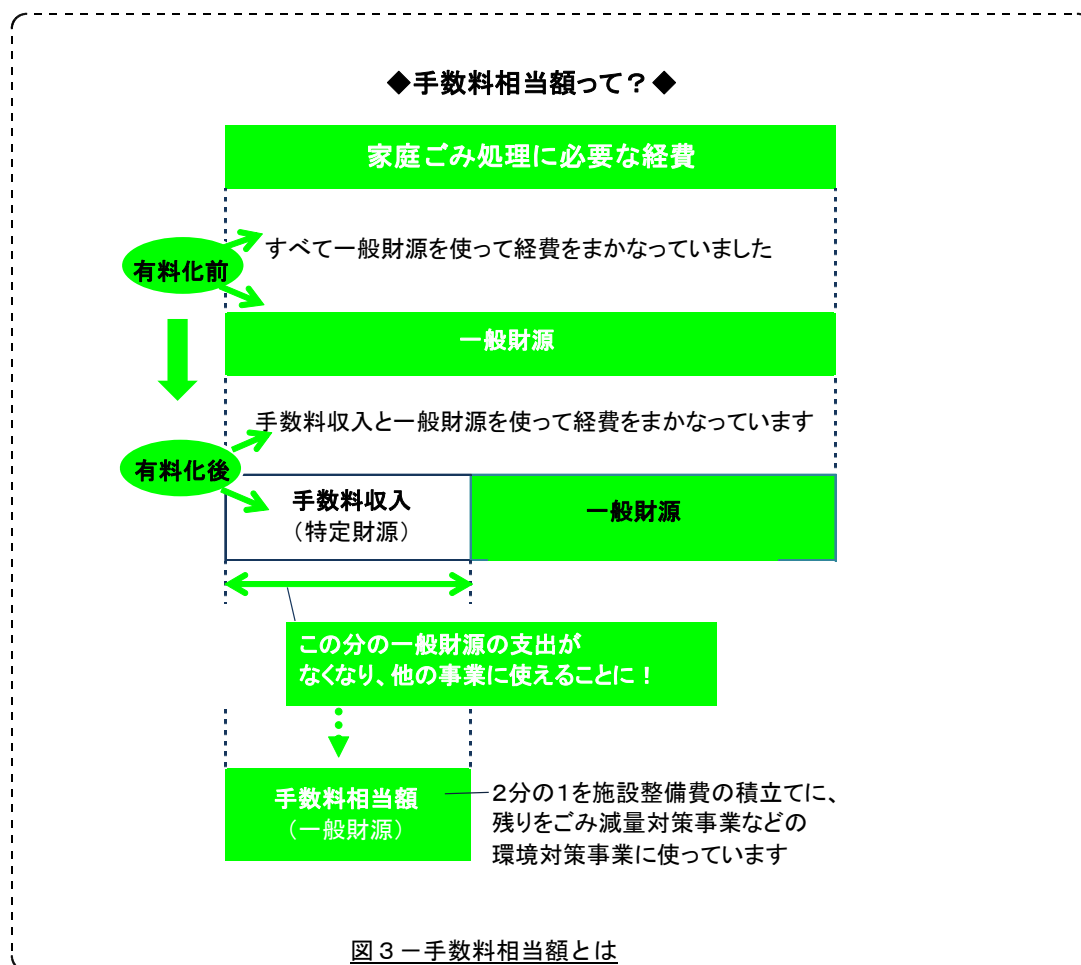 ◆手数料相当額って？◆
家庭ごみ処理に必要な経費
すべて一般財源を使って経費をまかなっていました
有料化前
一般財源
手数料収入と一般財源を使って経費をまかなっています
有料化後
手数料収入
（特定財源）
一般財源
この分の一般財源の支出が
なくなり、他の事業に使えることに！
手数料相当額
（一般財源）
２分の１を施設整備費の積立てに、
残りをごみ減量対策事業などの
環境対策事業に使っています
図３－手数料相当額とは